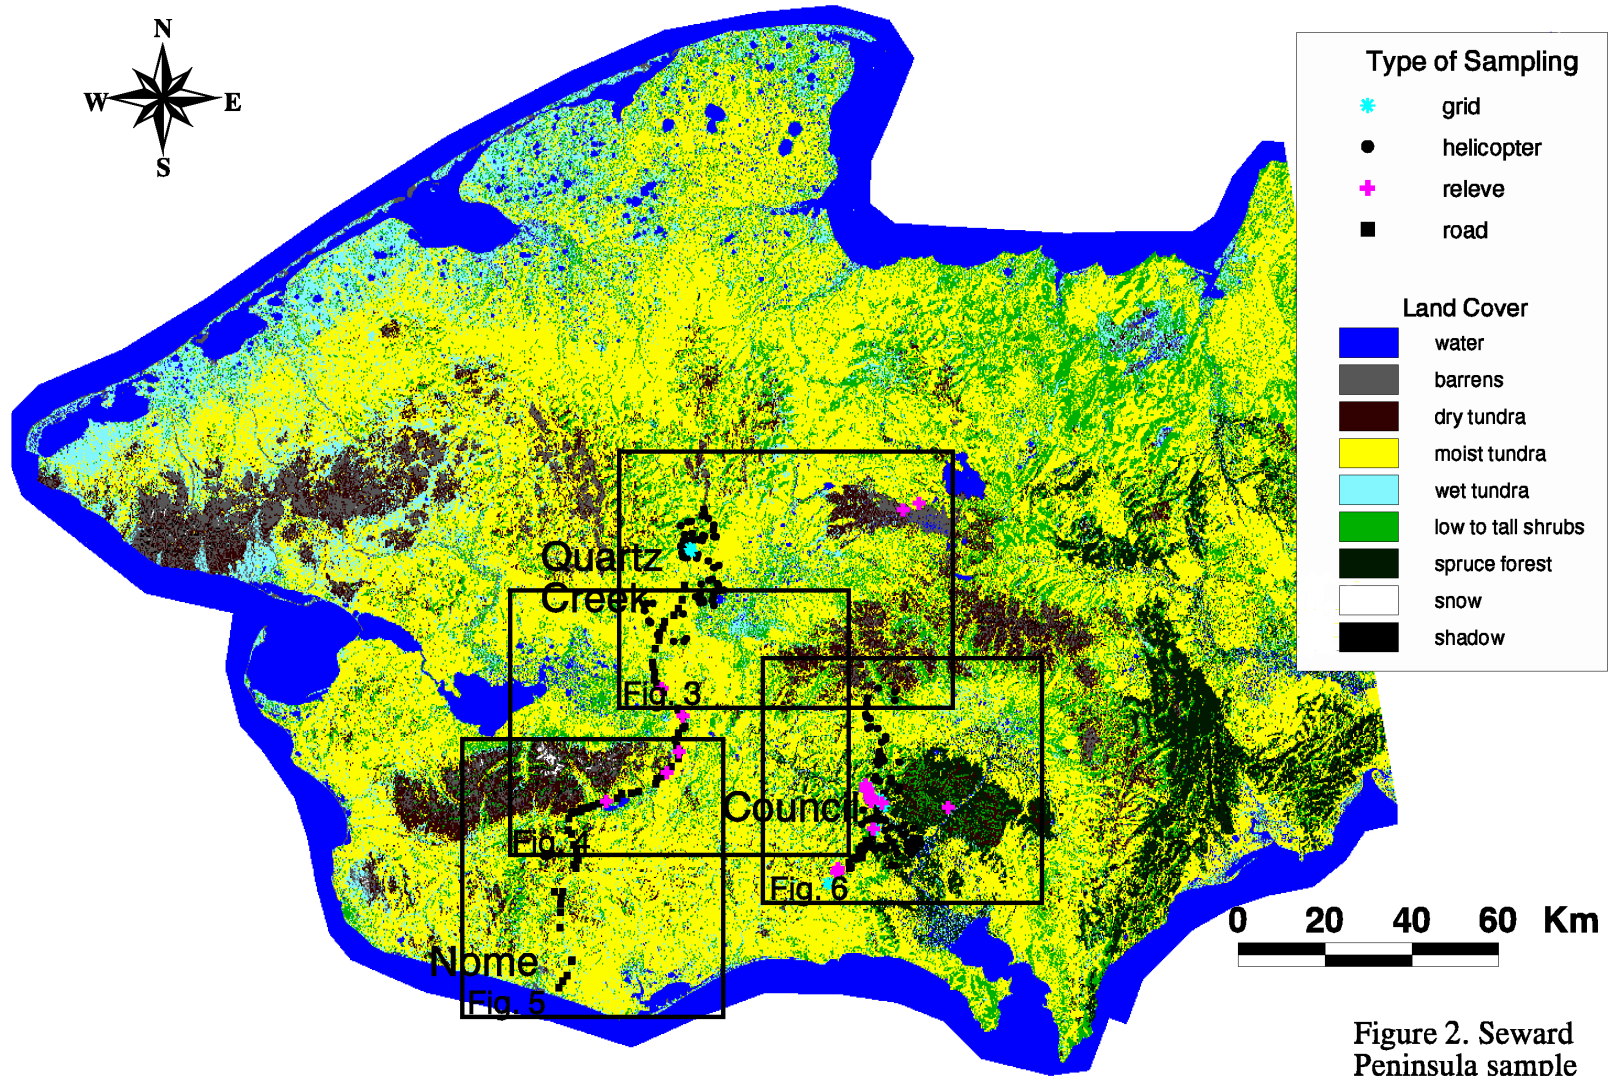 N
W
E
S
Type of Sampling
grid
helicopter
releve
road
Land Cover
water
barrens
dry tundra
moist tundra
wet tundra
low to tall shrubs
spruce forest
snow
shadow
Quartz
Creek
Fig. 3
Council
Fig. 4
Fig. 6
Nome
Fig. 5
0 20 40 60 Km
Figure 2. Seward
Peninsula sample